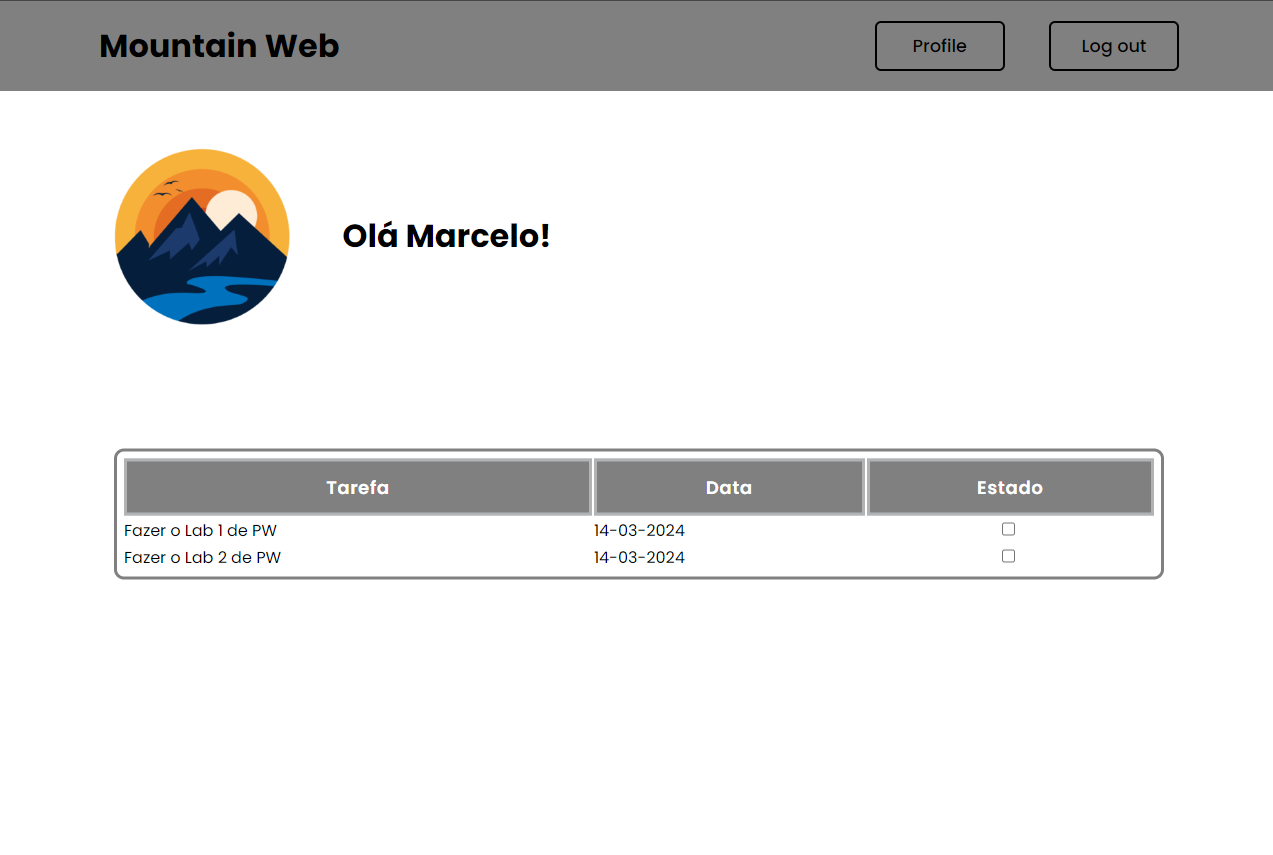 Mountain Web Profile Log out
Olá Marcelo!
Tarefa Data Estado
Fazer o Lab 1 de PW 14-03-2024
Fazer o Lab 2 de PW 14-03-2024